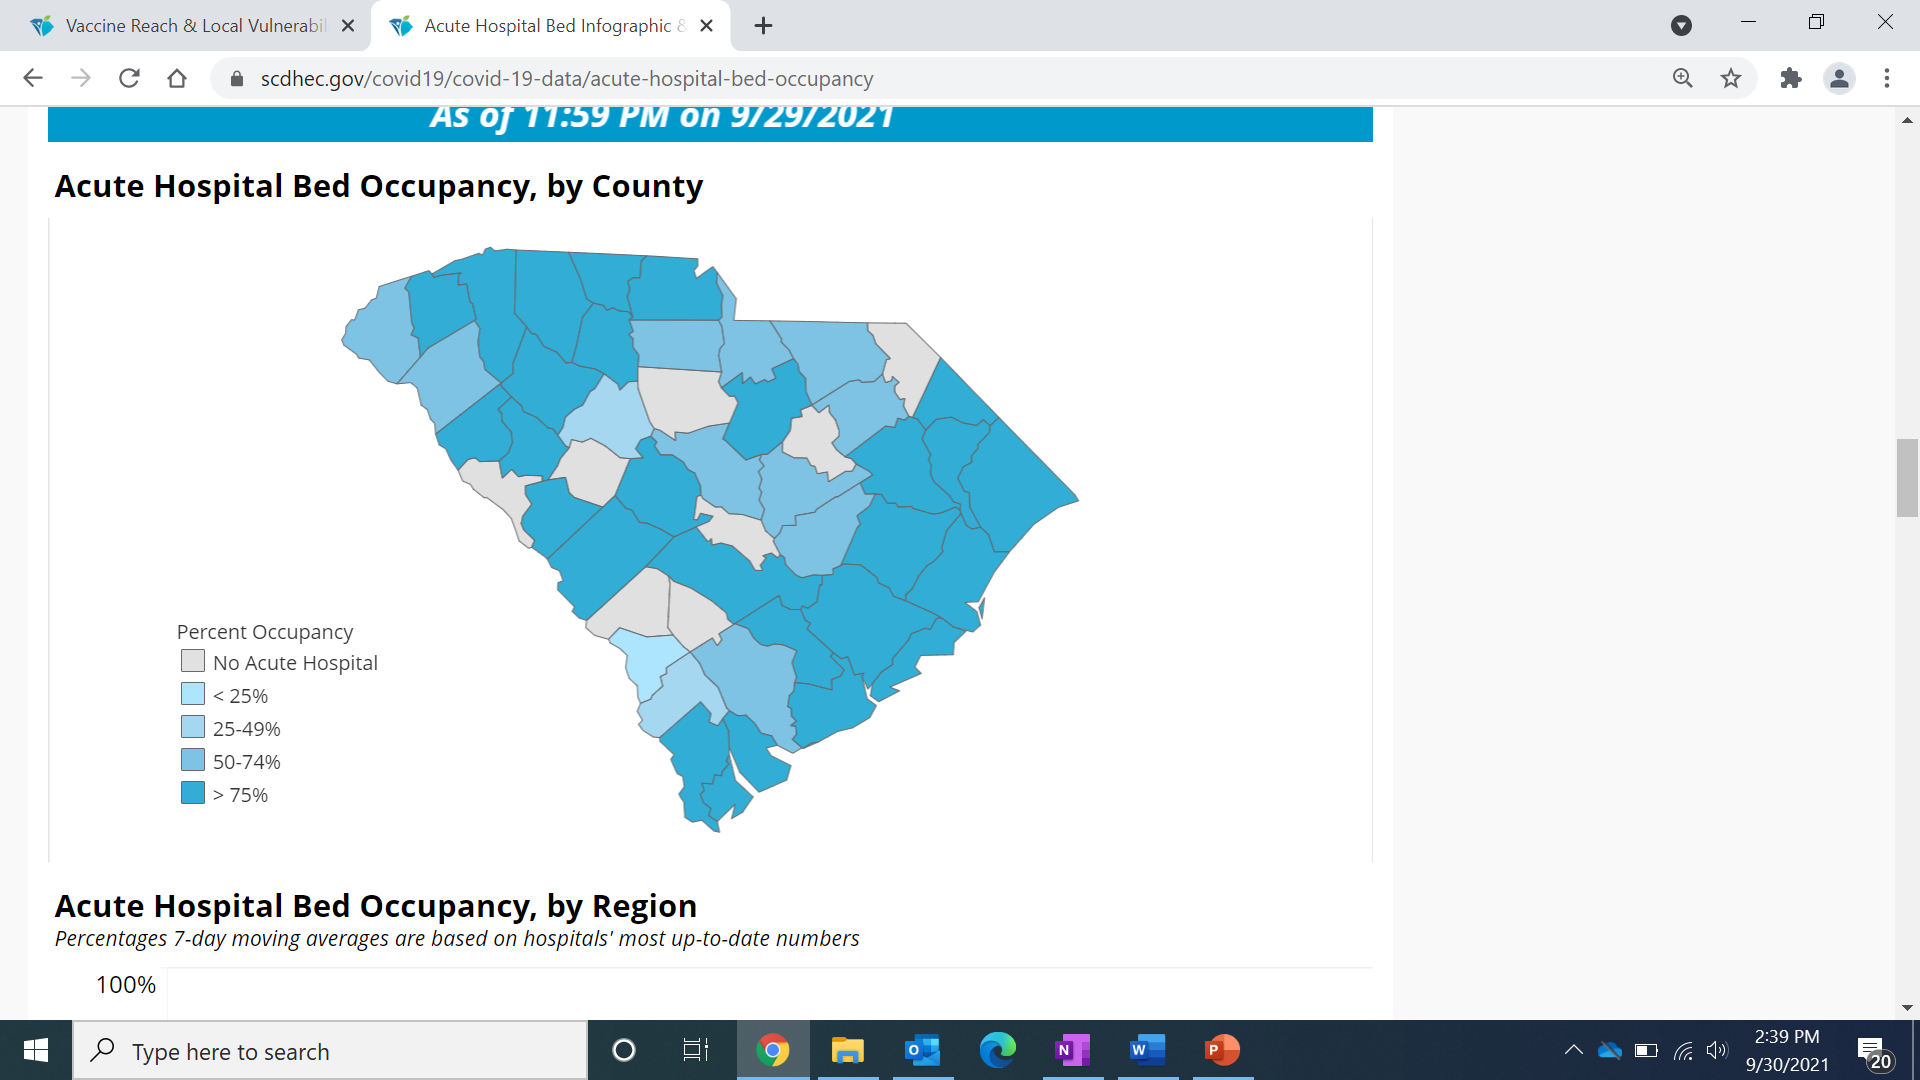 Vaccine Reach & Local Vulnerabil
Acute Hospital Bed Infographic &
scdhec.gov/covid19/covid-19-data/acute-hospital-bed-occupancy
As of 11:59 PM on 9/29/2021
Acute Hospital Bed Occupancy, by County
Percent Occupancy
No Acute Hospital
< 25%
25-49%
50-74%
> 75%
Acute Hospital Bed Occupancy, by Region
Percentages 7-day moving averages are based on hospitals' most up-to-date numbers
100%
Type here to search
2:39 PM
9/30/2021
20